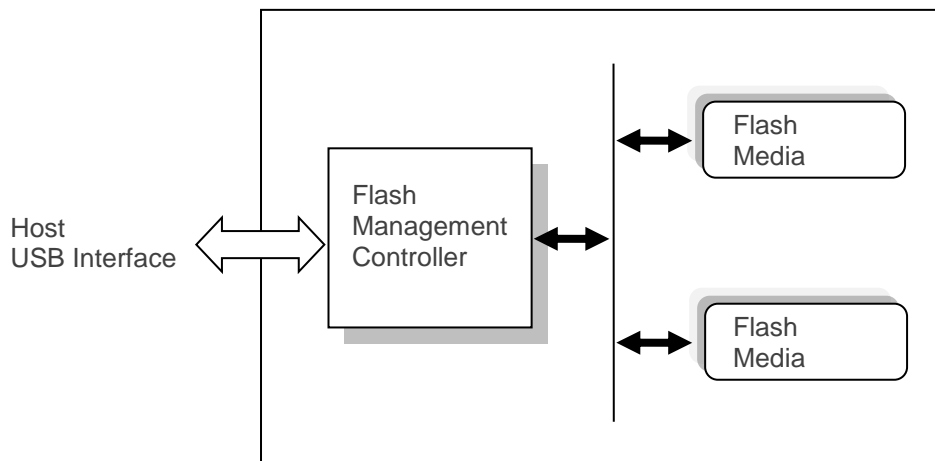 Host
USB Interface
Flash
Management
Controller
Flash
Media
Flash
Media